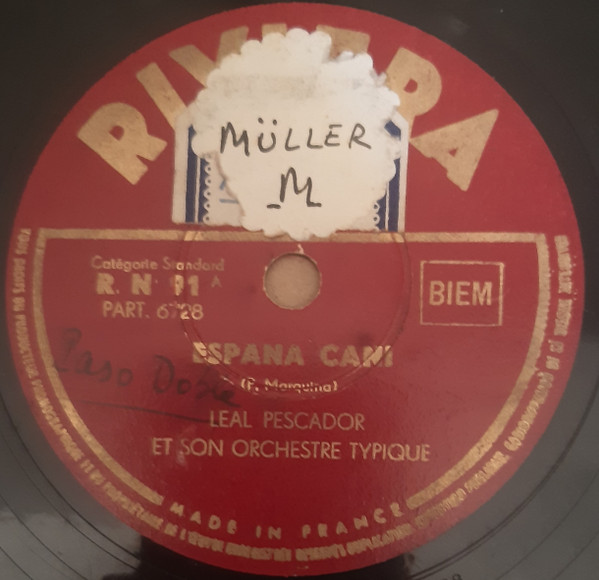 RIVIERA
MÜLLER
M
Catégorie Standard
R. N° 91 A
PART. 6728
BIEM
ESPANA CANI
(P. Marquina)
Paso Doble
LEAL PESCADOR
ET SON ORCHESTRE TYPIQUE
MADE IN FRANCE